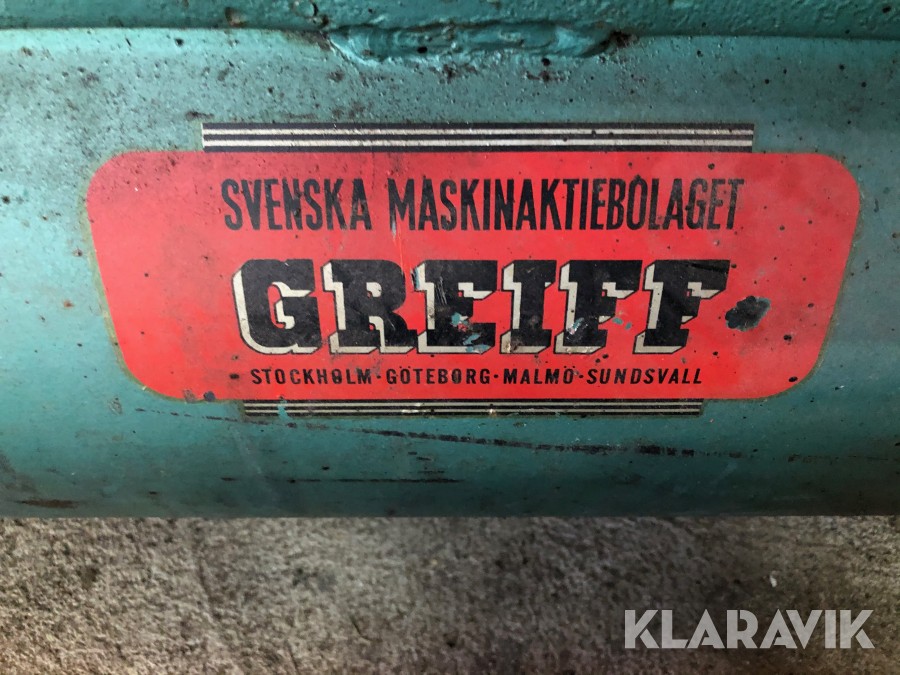 SVENSKA MASKINAKTIEBOLAGET
GREIFF
STOCKHOLM·GÖTEBORG·MALMÖ·SUNDSVALL
KLARAVIK